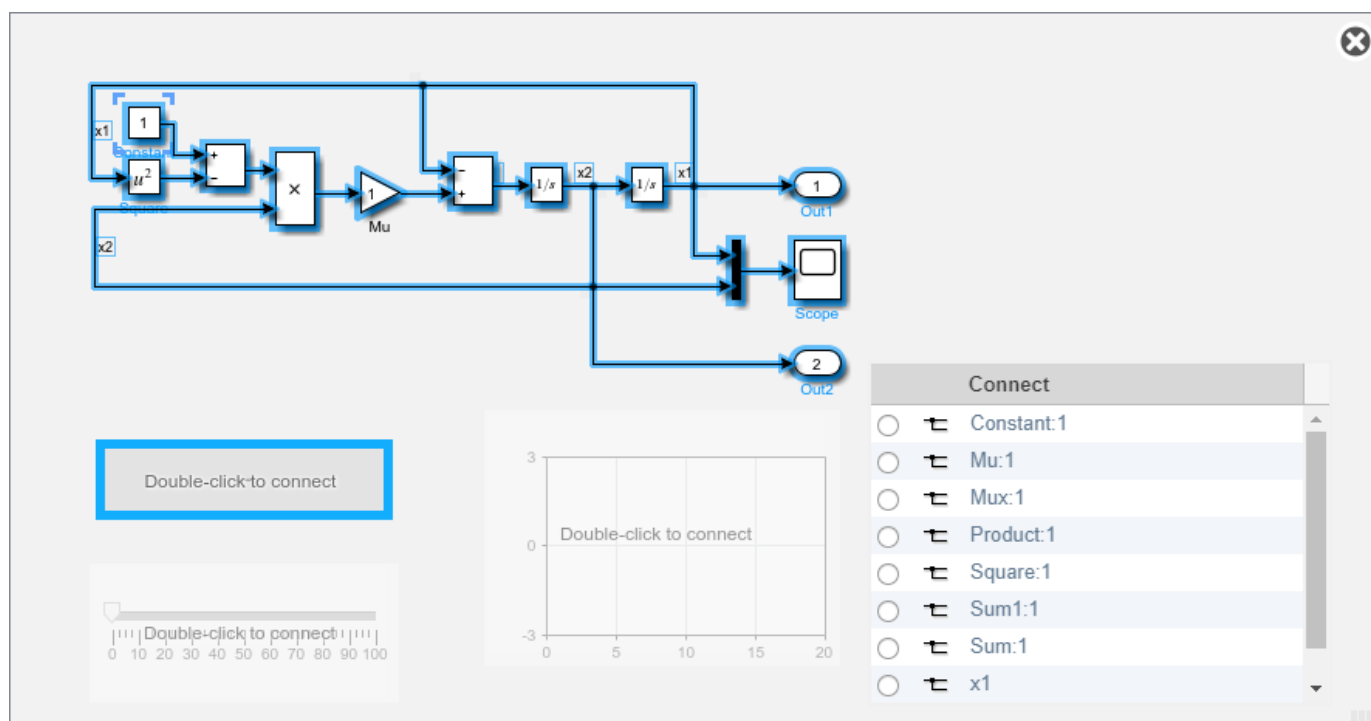 x1
1
Constan
+
−
u²
Square
×
1
Mu
−
+
1/s
x2
1/s
x1
1
Out1
x2
Scope
2
Out2
Connect
Constant:1
Mu:1
Mux:1
Product:1
Square:1
Sum1:1
Sum:1
x1
Double-click to connect
3
Double-click to connect
0
-3
0 5 10 15 20
Double-click to connect
0 10 20 30 40 50 60 70 80 90 100